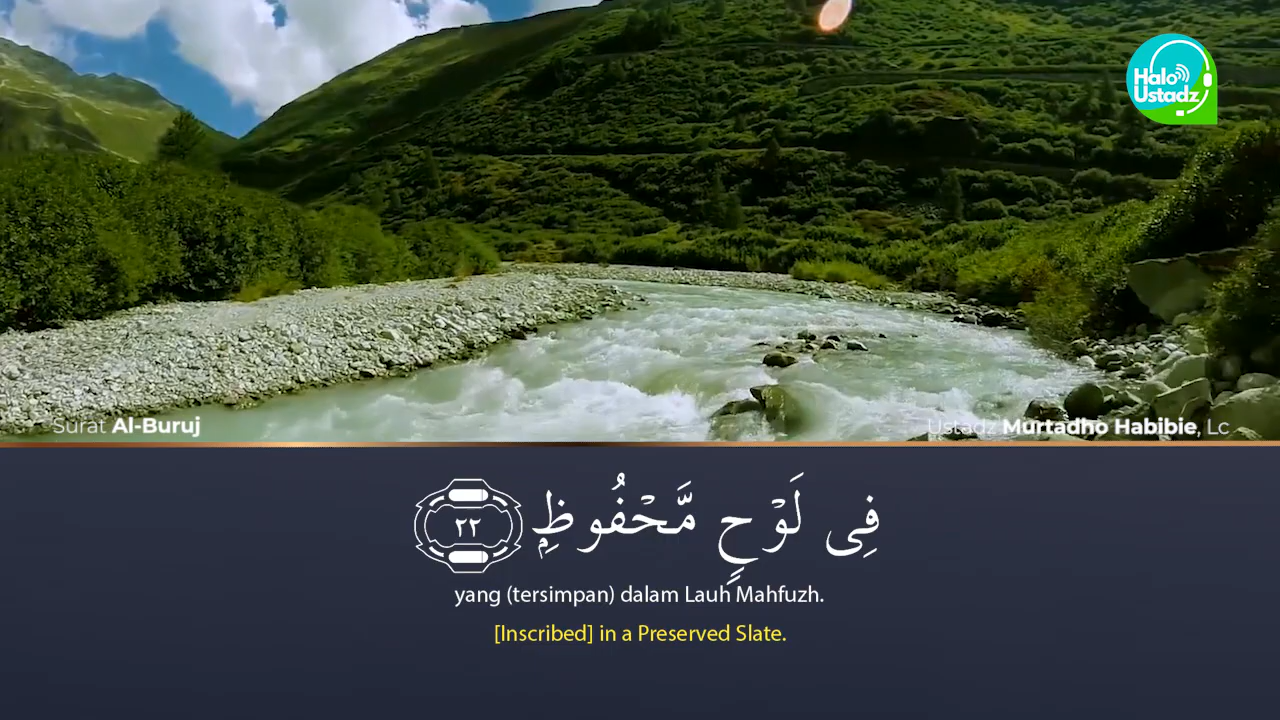 Halo
Ustadz
Surat Al-Buruj
Ustadz Murtadho Habibie, Lc
فِى لَوْحٍ مَّحْفُوظٍۭ ٢٢
yang (tersimpan) dalam Lauh Mahfuzh.
[Inscribed] in a Preserved Slate.